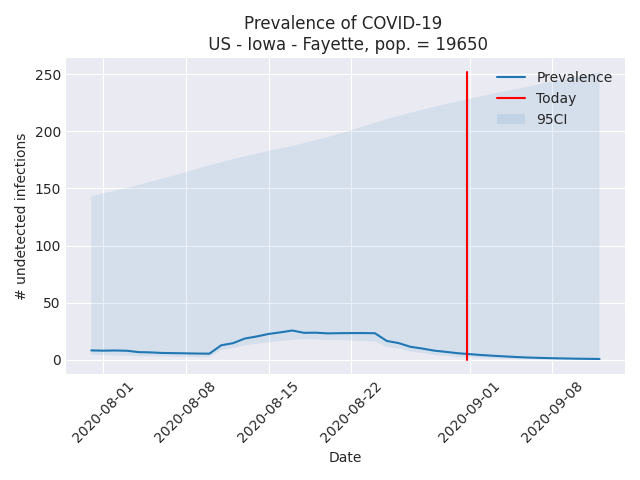 Prevalence of COVID-19
US - Iowa - Fayette, pop. = 19650
250
200
150
100
50
0
# undetected infections
Prevalence
Today
95CI
2020-08-01
2020-08-08
2020-08-15
2020-08-22
2020-09-01
2020-09-08
Date